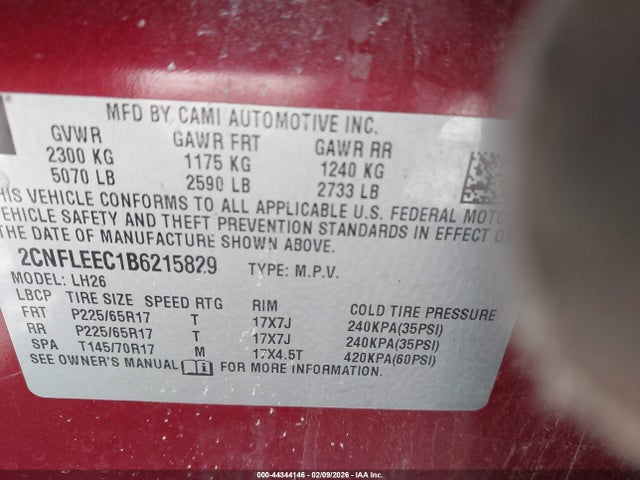 MFD BY CAMI AUTOMOTIVE INC.
GVWR GAWR FRT GAWR RR
2300 KG 1175 KG 1240 KG
5070 LB 2590 LB 2733 LB
HIS VEHICLE CONFORMS TO ALL APPLICABLE U.S. FEDERAL MOTO
VEHICLE SAFETY AND THEFT PREVENTION STANDARDS IN EFFECT O
THE DATE OF MANUFACTURE SHOWN ABOVE.
2CNFLEEC1B6215829 TYPE: M.P.V.
MODEL: LH26
LBCP TIRE SIZE SPEED RTG RIM COLD TIRE PRESSURE
FRT P225/65R17 T 17X7J 240KPA(35PSI)
RR P225/65R17 T 17X7J 240KPA(35PSI)
SPA T145/70R17 M 17X4.5T 420KPA(60PSI)
SEE OWNER'S MANUAL FOR MORE INFORMATION.
000-44344146 | 02/09/2026 | IAA Inc.